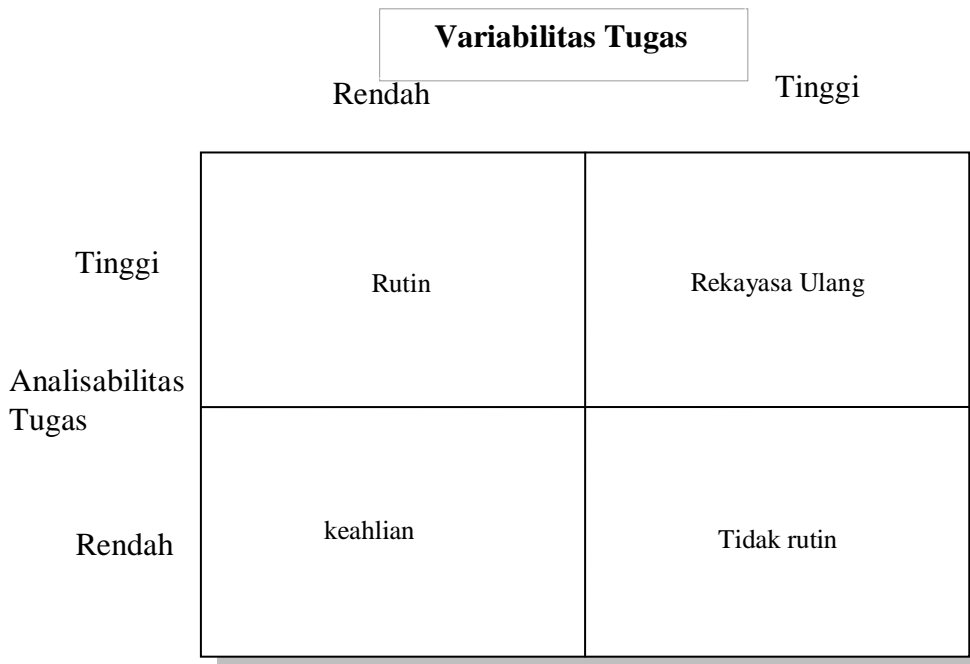 Variabilitas Tugas
Rendah
Tinggi
Tinggi
Rutin
Rekayasa Ulang
Analisabilitas
Tugas
Rendah
keahlian
Tidak rutin